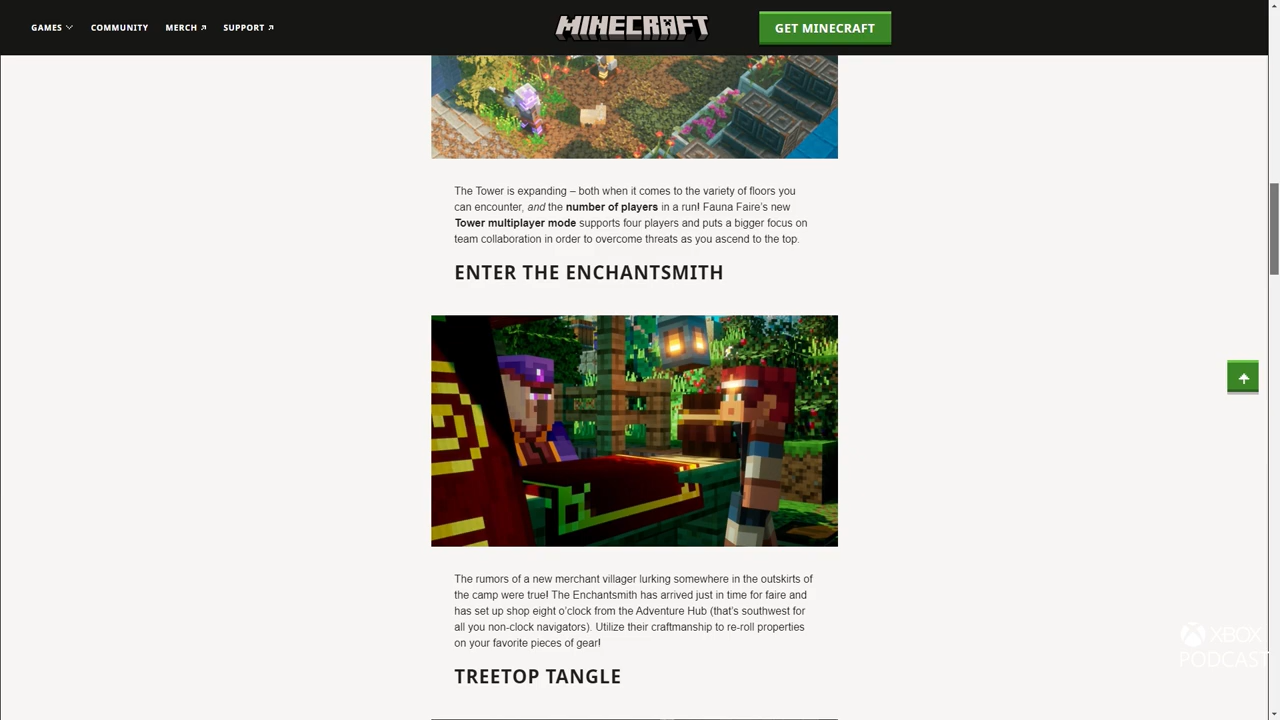 GAMES
COMMUNITY
MERCH
SUPPORT
MINECRAFT
GET MINECRAFT
The Tower is expanding – both when it comes to the variety of floors you
can encounter, and the number of players in a run! Fauna Faire's new
Tower multiplayer mode supports four players and puts a bigger focus on
team collaboration in order to overcome threats as you ascend to the top.
ENTER THE ENCHANTSMITH
The rumors of a new merchant villager lurking somewhere in the outskirts of
the camp were true! The Enchantsmith has arrived just in time for faire and
has set up shop eight o'clock from the Adventure Hub (that's southwest for
all you non-clock navigators). Utilize their craftmanship to re-roll properties
on your favorite pieces of gear!
TREETOP TANGLE
XBOX
PODCAST